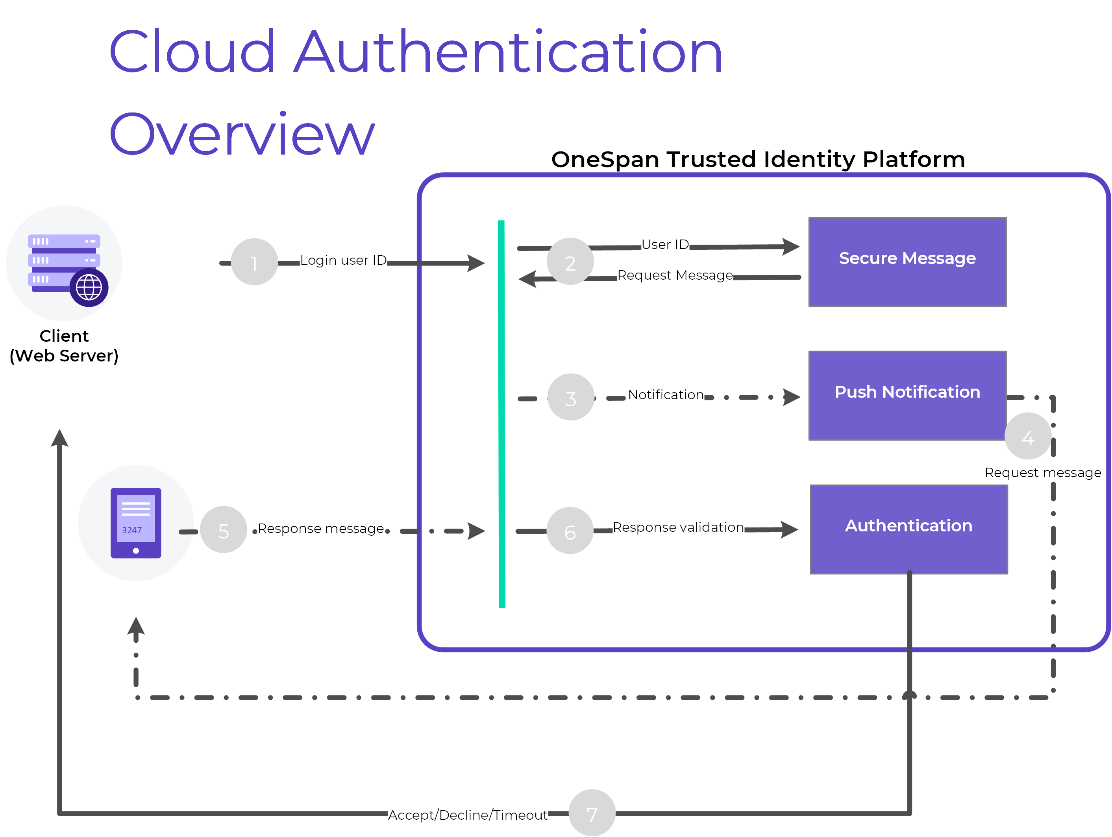 Cloud Authentication
Overview
OneSpan Trusted Identity Platform
Client
(Web Server)
1
Login user ID
2
User ID
Request Message
Secure Message
3
Notification
Push Notification
4
Request message
3247
5
Response message
6
Response validation
Authentication
Accept/Decline/Timeout
7